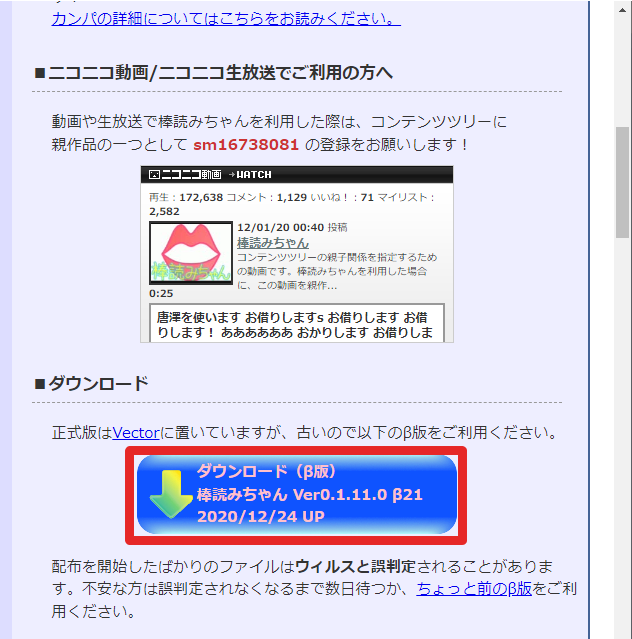 カンパの詳細についてはこちらをお読みください。
■ニコニコ動画/ニコニコ生放送でご利用の方へ
動画や生放送で棒読みちゃんを利用した際は、コンテンツツリーに
親作品の一つとして sm16738081 の登録をお願いします！
ニコニコ動画 →WATCH
再生：172,638 コメント：1,129 いいね！：71 マイリスト：
2,582
12/01/20 00:40 投稿
棒読みちゃん
コンテンツツリーの親子関係を指定するため
の動画です。棒読みちゃんを利用した場合
に、この動画を親作...
棒読みちゃん
0:25
唐澤を使います お借りしますs お借りします お借
りします！ ああああああ おかりします お借りしま
■ダウンロード
正式版はVectorに置いていますが、古いので以下のβ版をご利用ください。
ダウンロード（β版）
棒読みちゃん Ver0.1.11.0 β21
2020/12/24 UP
配布を開始したばかりのファイルはウィルスと誤判定されることがありま
す。不安な方は誤判定されなくなるまで数日待つか、ちょっと前のβ版をご利
用ください。